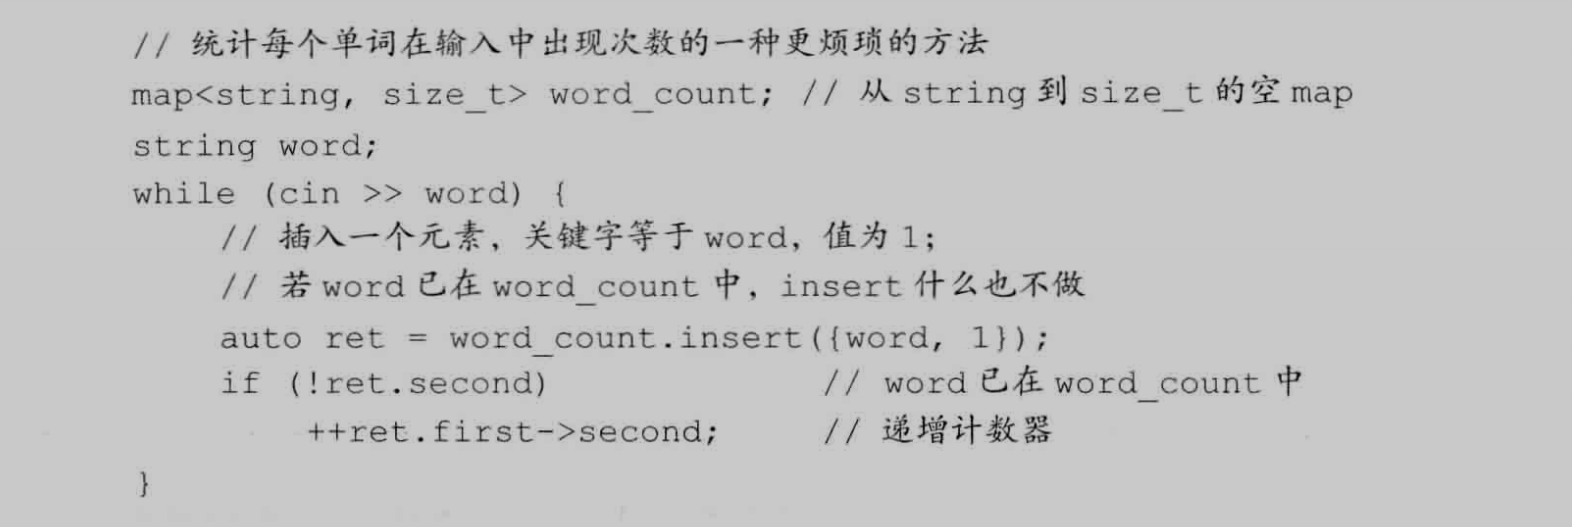 // 统计每个单词在输入中出现次数的一种更烦琐的方法
map<string, size_t> word_count; // 从 string 到 size_t 的空 map
string word;
while (cin >> word) {
    // 插入一个元素，关键字等于 word，值为 1；
    // 若 word 已在 word_count 中，insert 什么也不做
    auto ret = word_count.insert({word, 1});
    if (!ret.second)             // word 已在 word_count 中
        ++ret.first->second;     // 递增计数器
}